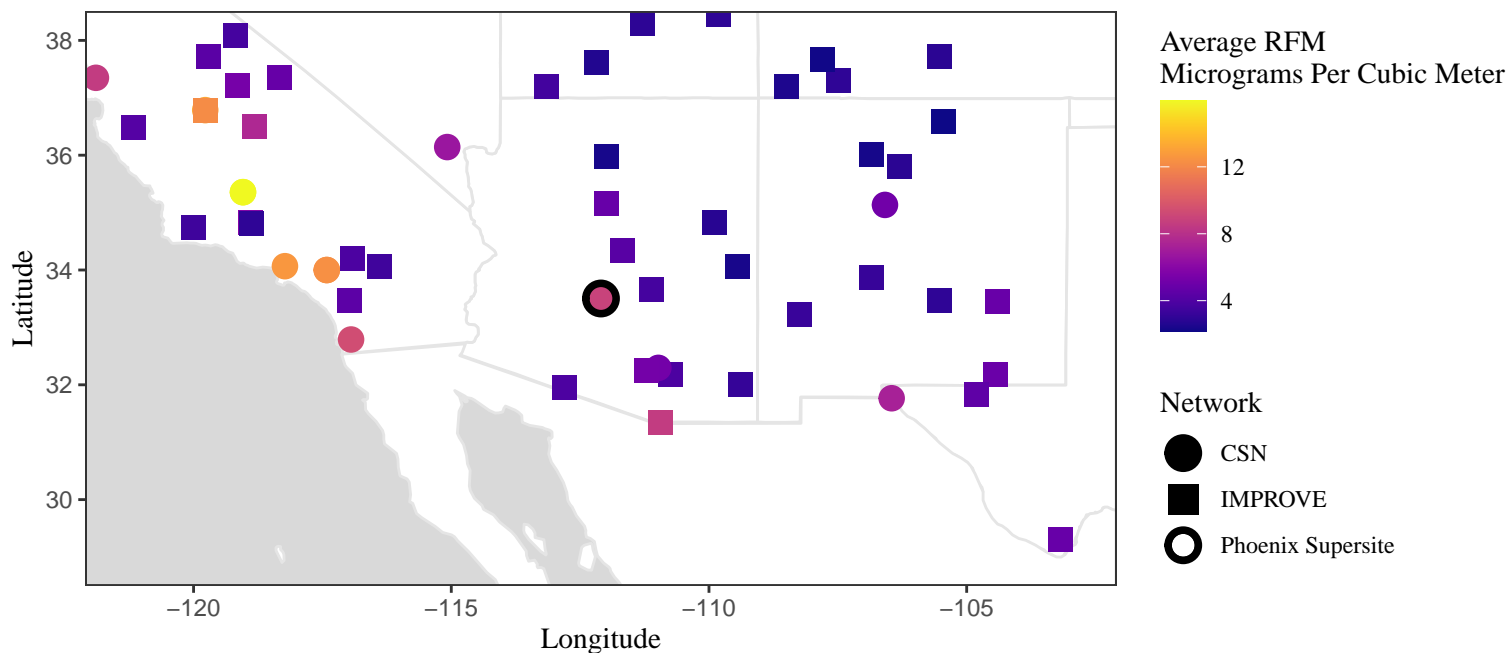 38
36
34
32
30
Latitude
−120
−115
−110
−105
Longitude
Average RFM
Micrograms Per Cubic Meter
12
8
4
Network
CSN
IMPROVE
Phoenix Supersite